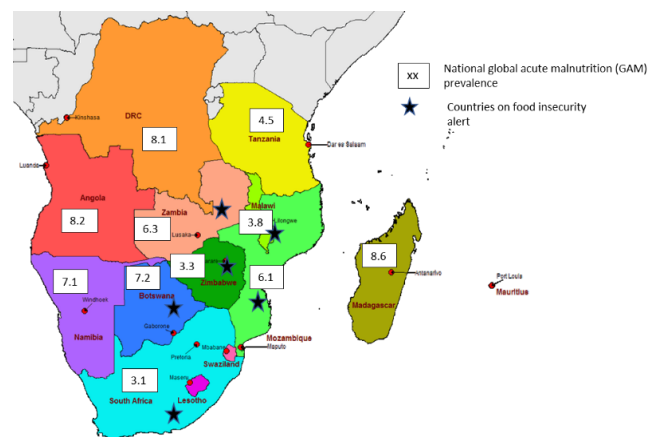 xx National global acute malnutrition (GAM)
prevalence
Countries on food insecurity
alert
Kinshasa
DRC
8.1
4.5
Tanzania
Dar es Salaam
Luanda
Angola
8.2
Zambia
6.3
Lusaka
Malawi
3.8
Lilongwe
3.3
Zimbabwe
6.1
8.6
Antanarivo
Madagascar
Port Louis
Mauritius
7.1
Windhoek
Namibia
7.2
Botswana
Gaborone
Pretoria
Mbabane
Swaziland
Mozambique
Maputo
3.1
South Africa
Maseru
Lesotho